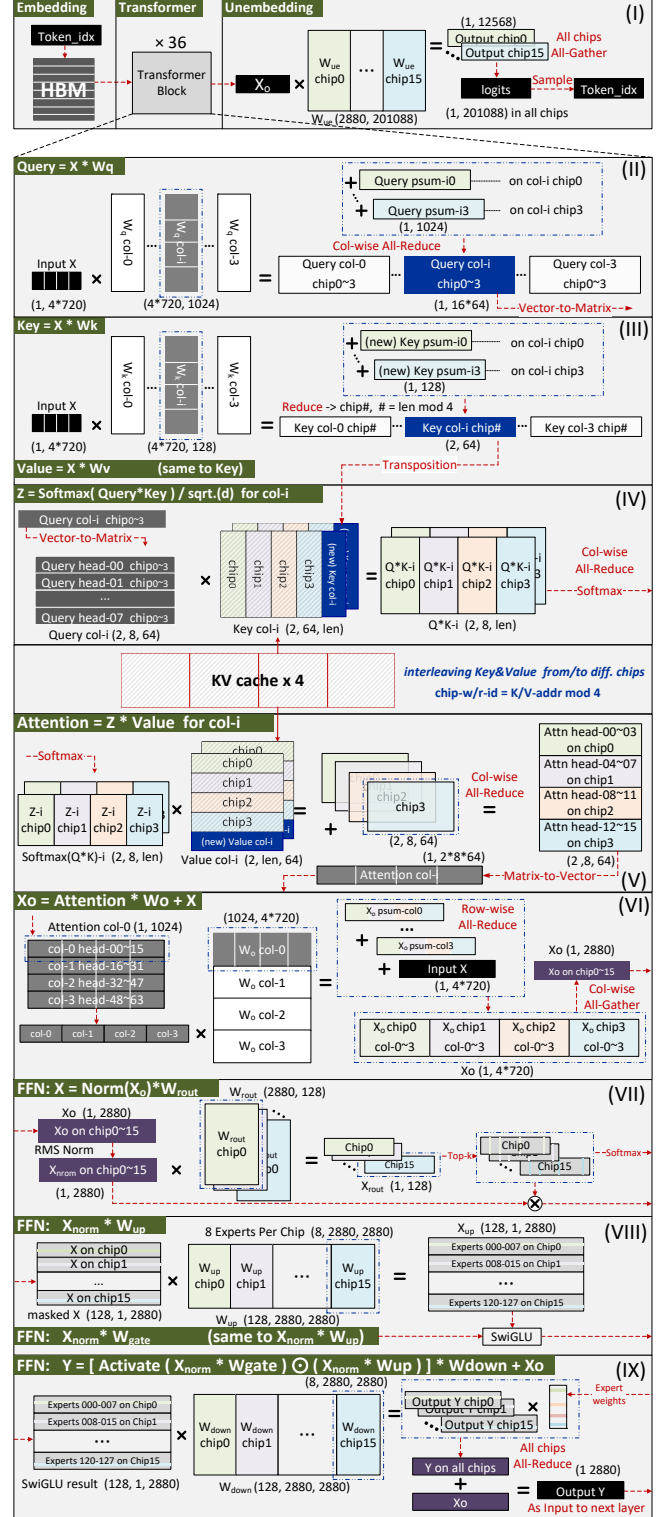 Embedding
Transformer
Unembedding
(I)
Token_idx
HBM
× 36
Transformer
Block
Xo
×
Wue
chip0
...
Wue
chip15
Wue (2880, 201088)
=
(1, 12568)
Output chip0
Output chip15
All chips
All-Gather
logits
Sample
Token_idx
(1, 201088) in all chips
Query = X * Wq
(II)
Input X
(1, 4*720)
×
Wq col-0
...
Wq col-i
...
Wq col-3
(4*720, 1024)
=
+ Query psum-i0 on col-i chip0
+ Query psum-i3 on col-i chip3
(1, 1024)
Col-wise All-Reduce
Query col-0
chip0~3
...
Query col-i
chip0~3
...
Query col-3
chip0~3
(1, 16*64)
Vector-to-Matrix
Key = X * Wk
(III)
Input X
(1, 4*720)
×
Wk col-0
...
Wk col-i
...
Wk col-3
(4*720, 128)
=
+ (new) Key psum-i0 on col-i chip0
+ (new) Key psum-i3 on col-i chip3
(1, 128)
Reduce -> chip#, # = len mod 4
Key col-0 chip#
...
Key col-i chip#
...
Key col-3 chip#
(2, 64)
Value = X * Wv (same to Key)
Transposition
Z = Softmax( Query*Key ) / sqrt.(d) for col-i
(IV)
Query col-i chip0~3
Vector-to-Matrix
Query head-00 chip0~3
Query head-01 chip0~3
...
Query head-07 chip0~3
Query col-i (2, 8, 64)
×
chip0
chip1
chip2
chip3
(new) Key col-i
Key col-i (2, 64, len)
=
Q*K-i
chip0
Q*K-i
chip1
Q*K-i
chip2
Q*K-i
chip3
3
Q*K-i (2, 8, len)
Col-wise
All-Reduce
Softmax
KV cache x 4
interleaving Key&Value from/to diff. chips
chip-w/r-id = K/V-addr mod 4
Attention = Z * Value for col-i
Softmax
Z-i
chip0
Z-i
chip1
Z-i
chip2
Z-i
chip3
Softmax(Q*K)-i (2, 8, len)
×
chip0
chip0
chip1
chip2
chip3
(new) Value col-i
-i
Value col-i (2, len, 64)
=
+
chip2
chip3
(2, 8, 64)
Col-wise
All-Reduce
=
Attn head-00~03
on chip0
Attn head-04~07
on chip1
Attn head-08~11
on chip2
Attn head-12~15
on chip3
(2 ,8, 64)
(1, 2*8*64)
Attention col-i
Matrix-to-Vector
(V)
Xo = Attention * Wo + X
(VI)
Attention col-0 (1, 1024)
col-0 head-00~15
col-1 head-16~31
col-2 head-32~47
col-3 head-48~63
col-0
col-1
col-2
col-3
×
(1024, 4*720)
Wo col-0
Wo col-1
Wo col-2
Wo col-3
=
Xo psum-col0
...
+ Xo psum-col3
+ Input X
(1, 4*720)
Row-wise
All-Reduce
Xo (1, 2880)
Xo on chip0~15
Col-wise
All-Gather
Xo chip0
col-0~3
Xo chip1
col-0~3
Xo chip2
col-0~3
Xo chip3
col-0~3
Xo (1, 4*720)
FFN: X = Norm(Xo)*Wrout
(VII)
Xo (1, 2880)
Xo on chip0~15
RMS Norm
Xnrom on chip0~15
(1, 2880)
×
Wrout (2880, 128)
Wrout
chip0
out
15
=
Chip0
Chip15
Xrout (1, 128)
Top-k
Chip0
Chip15
Softmax
⊗
FFN: Xnorm * Wup
(VIII)
X on chip0
X on chip1
...
X on chip15
masked X (128, 1, 2880)
×
8 Experts Per Chip (8, 2880, 2880)
Wup
chip0
Wup
chip1
...
Wup
chip15
Wup (128, 2880, 2880)
=
Xup (128, 1, 2880)
Experts 000-007 on Chip0
Experts 008-015 on Chip1
...
Experts 120-127 on Chip15
FFN: Xnorm* Wgate (same to Xnorm * Wup)
SwiGLU
FFN: Y = [ Activate ( Xnorm * Wgate ) ⨀ ( Xnorm * Wup ) ] * Wdown + Xo
(IX)
(8, 2880, 2880)
Experts 000-007 on Chip0
Experts 008-015 on Chip1
...
Experts 120-127 on Chip15
SwiGLU result (128, 1, 2880)
×
Wdown
chip0
Wdown
chip1
...
Wdown
chip15
Wdown (128, 2880, 2880)
=
Output Y chip0
Output Y chip1
Output Y chip15
×
Expert
weights
All chips
All-Reduce
Y on all chips
+
Xo
=
(1 2880)
Output Y
As Input to next layer